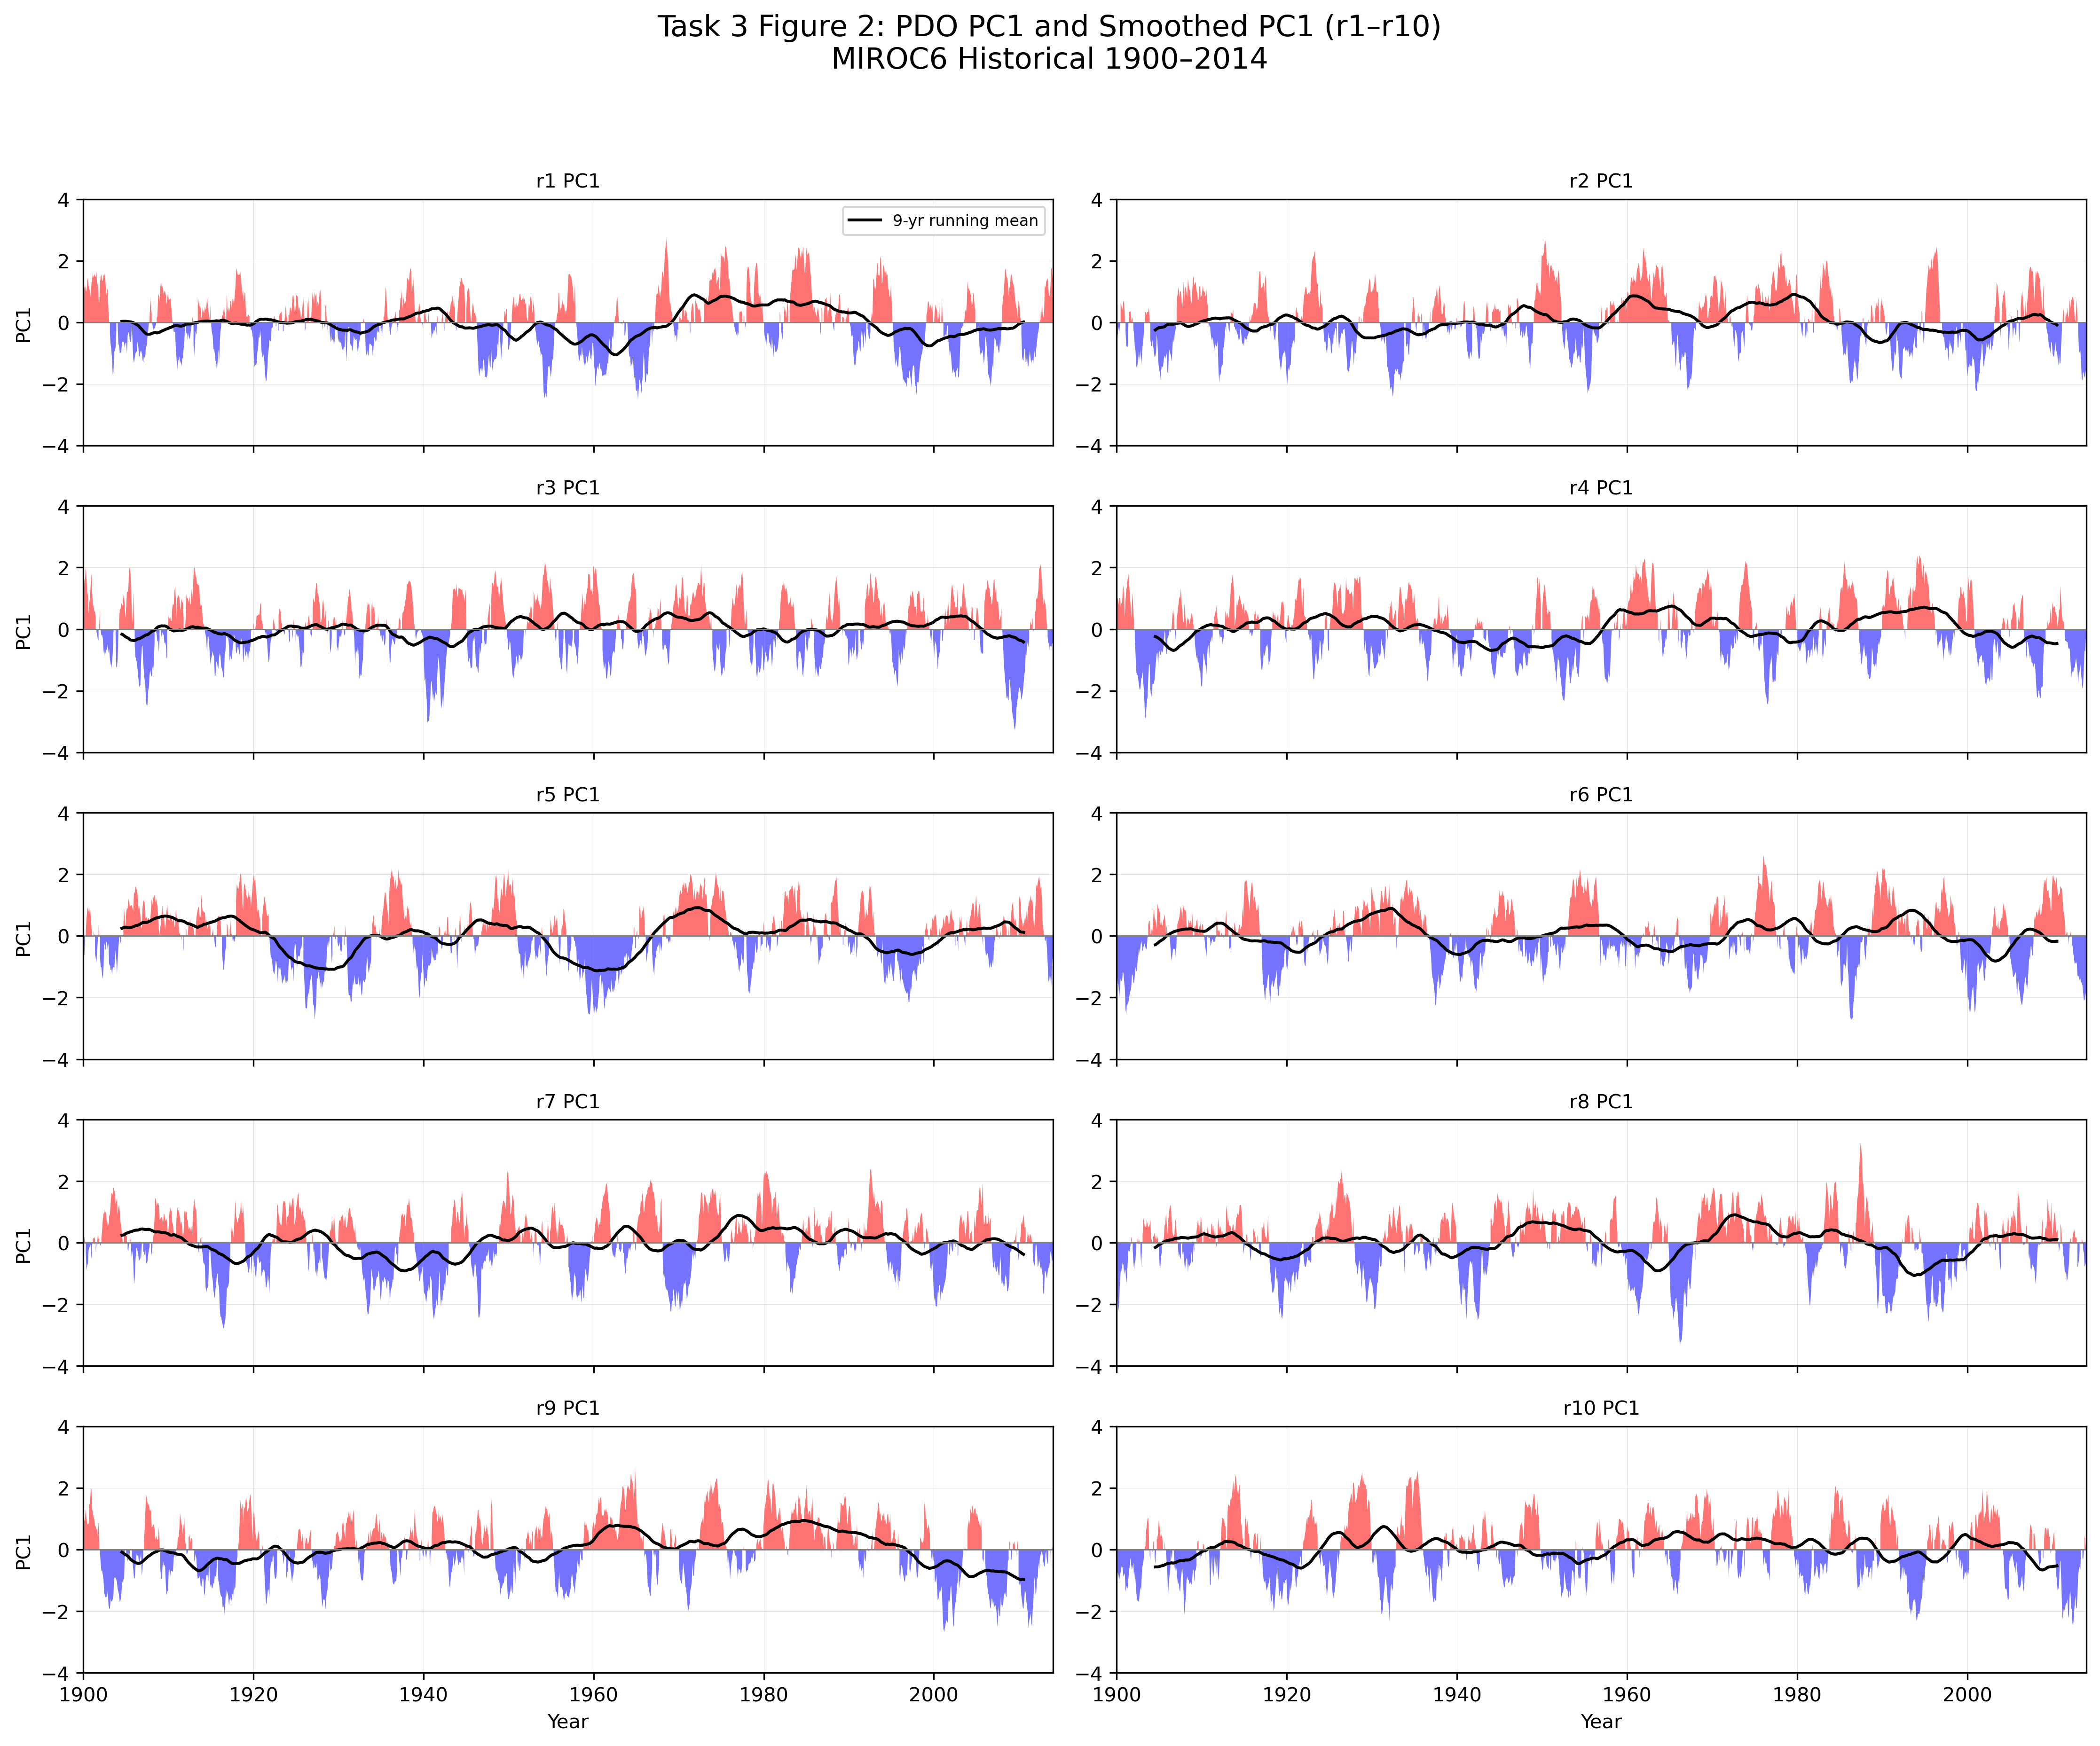 Task 3 Figure 2: PDO PC1 and Smoothed PC1 (r1–r10)
MIROC6 Historical 1900–2014
r1 PC1
4
2
0
−2
−4
PC1
9-yr running mean
r2 PC1
4
2
0
−2
−4
r3 PC1
4
2
0
−2
−4
PC1
r4 PC1
4
2
0
−2
−4
r5 PC1
4
2
0
−2
−4
PC1
r6 PC1
4
2
0
−2
−4
r7 PC1
4
2
0
−2
−4
PC1
r8 PC1
4
2
0
−2
−4
r9 PC1
4
2
0
−2
−4
PC1
1900 1920 1940 1960 1980 2000
Year
r10 PC1
4
2
0
−2
−4
1900 1920 1940 1960 1980 2000
Year